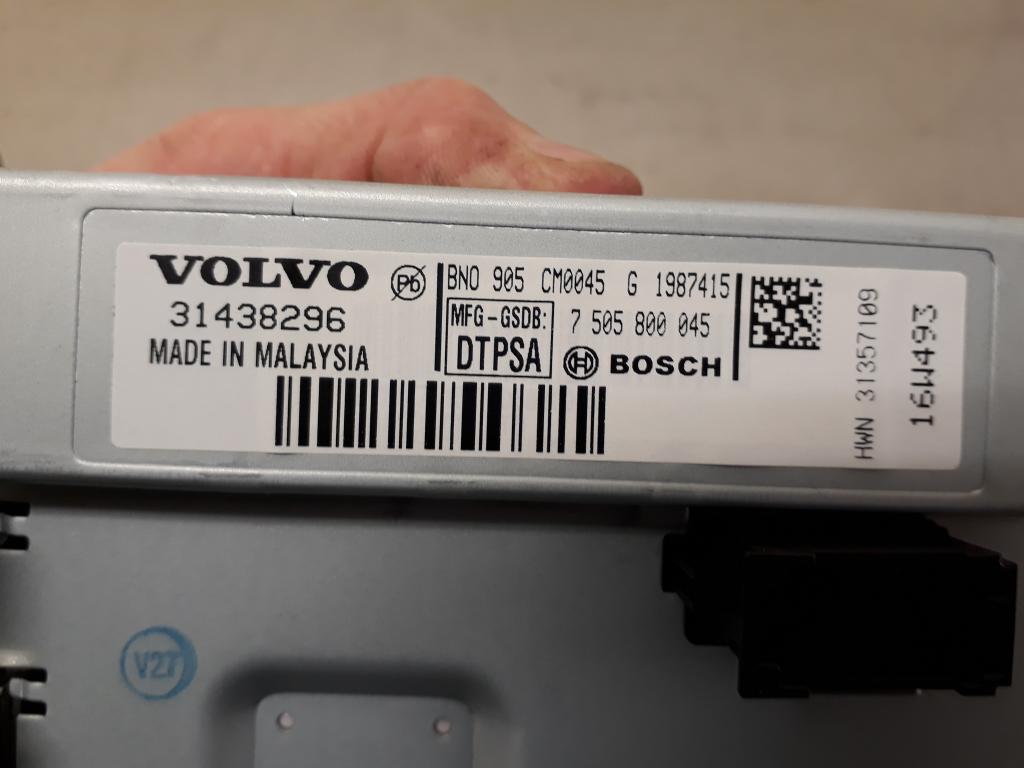 VOLVO
Pb
31438296
MADE IN MALAYSIA
BNO 905 CM0045 G 1987415
MFG-GSDB:
DTPSA
7 505 800 045
BOSCH
HWN 31357109
16W493
V27